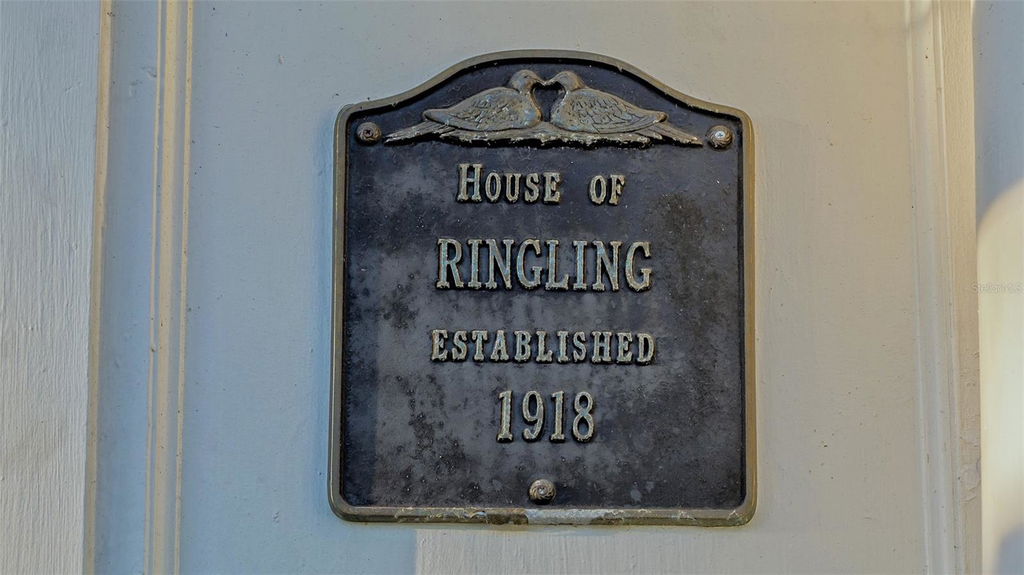 HOUSE OF
RINGLING
ESTABLISHED
1918